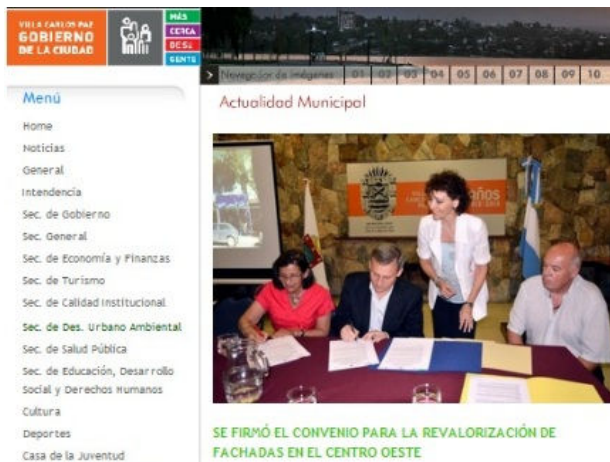 VILLA CARLOS PAZ
GOBIERNO
DE LA CIUDAD
MÁS
CERCA
DE SU
GENTE
> Navegador de imágenes 01 02 03 04 05 06 07 08 09 10
Menú
Home
Noticias
General
Intendencia
Sec. de Gobierno
Sec. General
Sec. de Economía y Finanzas
Sec. de Turismo
Sec. de Calidad Institucional
Sec. de Des. Urbano Ambiental
Sec. de Salud Pública
Sec. de Educación, Desarrollo
Social y Derechos Humanos
Cultura
Deportes
Casa de la Juventud
Actualidad Municipal
años
SE FIRMÓ EL CONVENIO PARA LA REVALORIZACIÓN DE
FACHADAS EN EL CENTRO OESTE